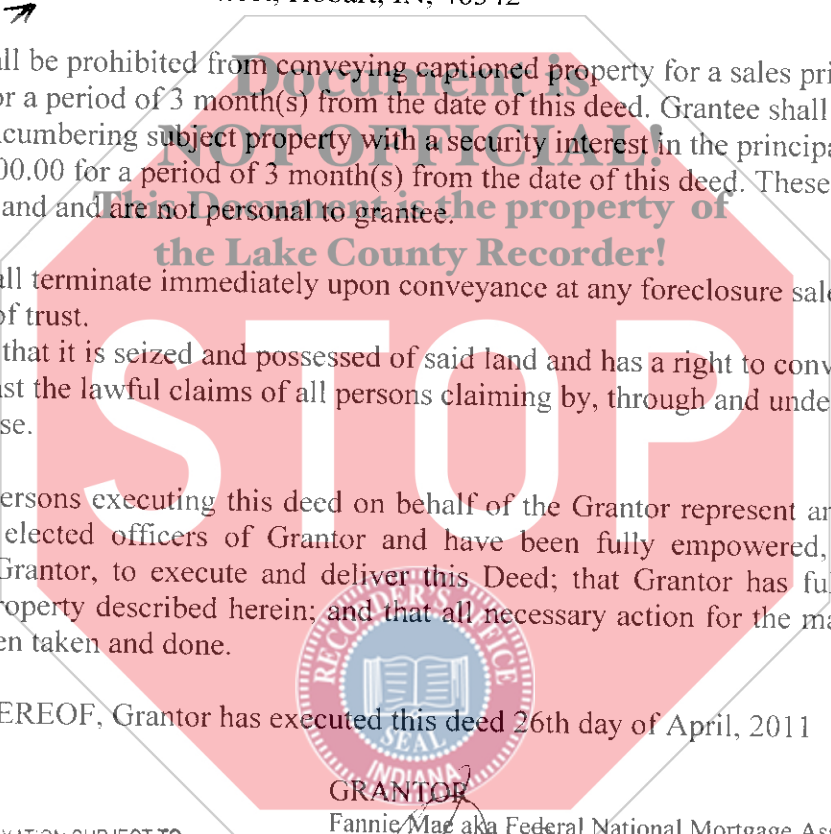 Hobart, IN, 46342
all be prohibited from conveying captioned property for a sales pri
or a period of 3 month(s) from the date of this deed. Grantee shall
cumbering subject property with a security interest in the principa
00.00 for a period of 3 month(s) from the date of this deed. These
and and are not personal to grantee.
Document is
NOT OFFICIAL!
This Document is the property of
the Lake County Recorder!
all terminate immediately upon conveyance at any foreclosure sale
of trust.
that it is seized and possessed of said land and has a right to conv
st the lawful claims of all persons claiming by, through and unde
se.
STOP
ersons executing this deed on behalf of the Grantor represent an
elected officers of Grantor and have been fully empowered,
Grantor, to execute and deliver this Deed; that Grantor has fu
roperty described herein; and that all necessary action for the ma
en taken and done.
RECORDER'S OFFICE
SEAL
INDIANA
EREOF, Grantor has executed this deed 26th day of April, 2011
GRANTOR
Fannie Mae aka Federal National Mortgage Ass
SUBJECT TO